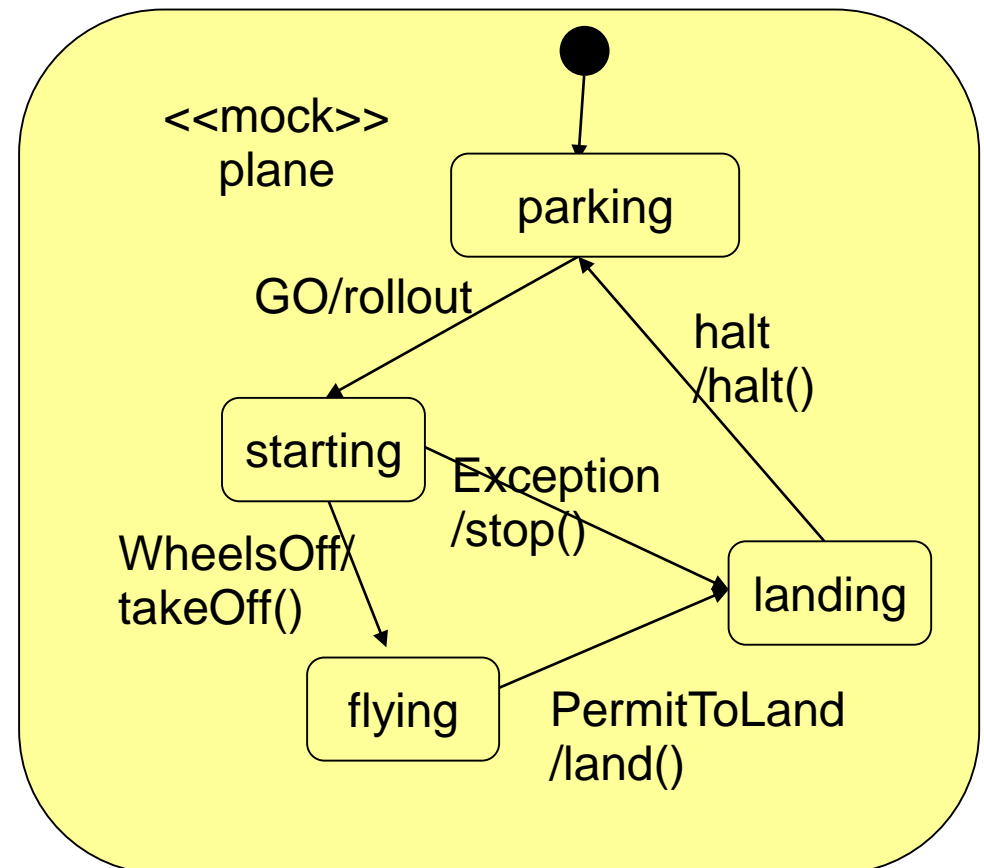 <<mock>>
plane
parking
GO/rollout
halt
/halt()
starting
Exception
/stop()
WheelsOff/
takeOff()
landing
flying
PermitToLand
/land()